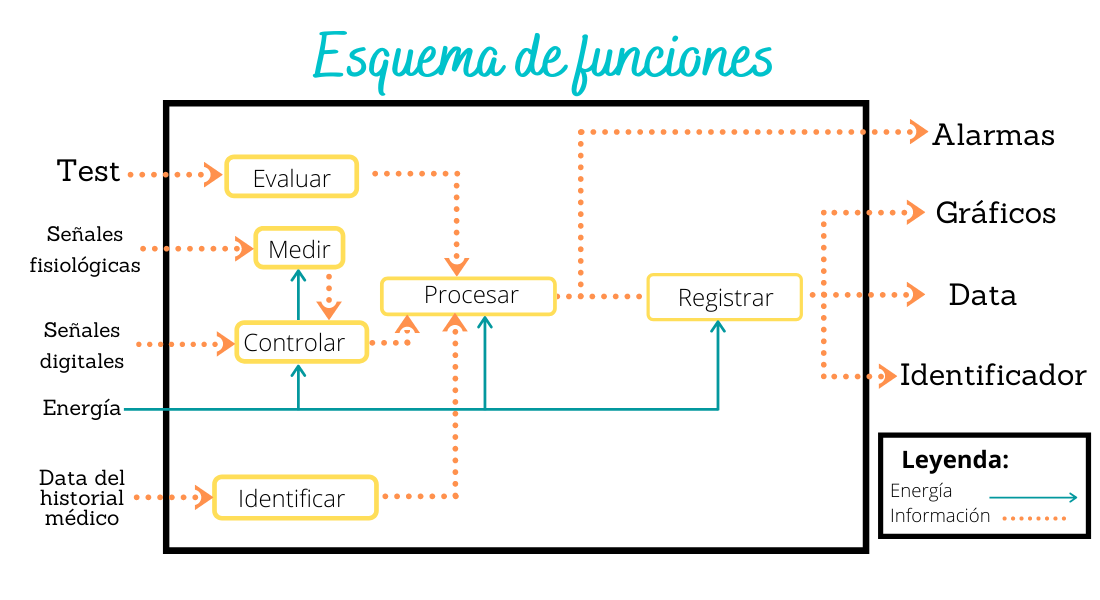 Esquema de funciones
Alarmas
Test
Evaluar
Gráficos
Señales
fisiológicas
Medir
Procesar
Registrar
Data
Señales
digitales
Controlar
Identificador
Energía
Data del
historial
médico
Identificar
Leyenda:
Energía
Información